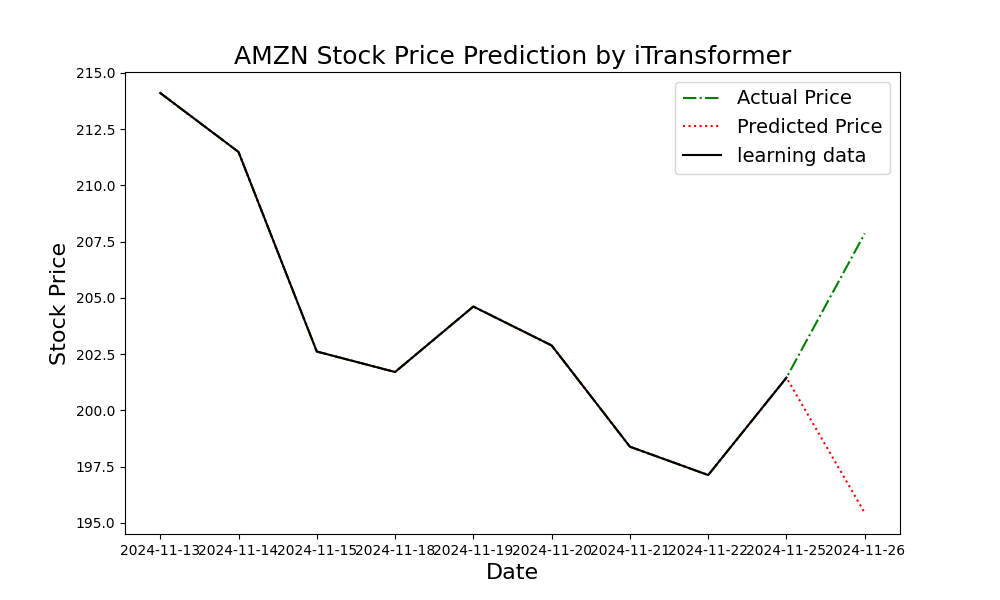 AMZN Stock Price Prediction by iTransformer
215.0
212.5
210.0
207.5
205.0
202.5
200.0
197.5
195.0
Stock Price
Actual Price
Predicted Price
learning data
2024-11-13 2024-11-14 2024-11-15 2024-11-18 2024-11-19 2024-11-20 2024-11-21 2024-11-22 2024-11-25 2024-11-26
Date